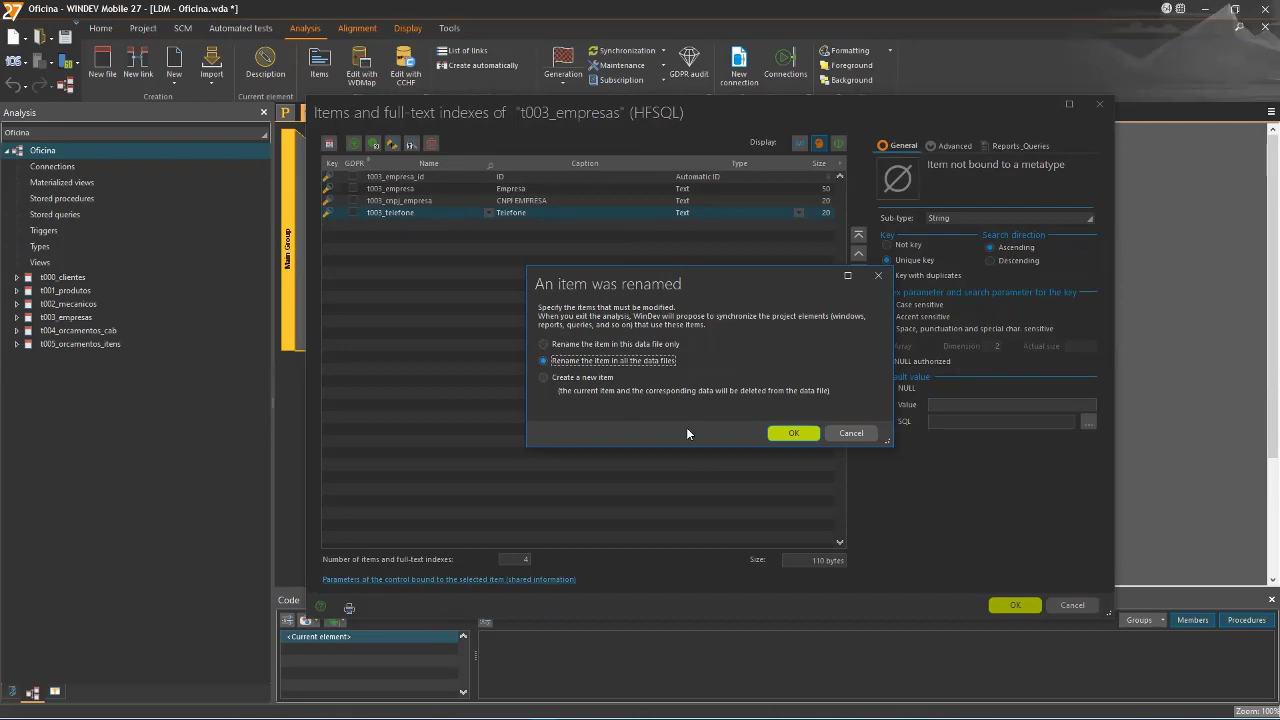 Oficina - WINDEV Mobile 27 - [LDM - Oficina.wda *]
Home Project SCM Automated tests Analysis Alignment Display Tools
New file New link New Import Description Items Edit with WDMap Edit with CCHF
List of links
Create automatically
Generation
Synchronization
Maintenance
Subscription
GDPR audit New connection Connections
Formatting
Foreground
Background
Creation Current element
Analysis
Oficina
Oficina
Connections
Materialized views
Stored procedures
Stored queries
Triggers
Types
Views
t000_clientes
t001_produtos
t002_mecanicos
t003_empresas
t004_orcamentos_cab
t005_orcamentos_itens
P
Main Group
Items and full-text indexes of "t003_empresas" (HFSQL)
Display:
Key GDPR Name Caption Type Size
t003_empresa_id ID Automatic ID
t003_empresa Empresa Text 50
t003_cnpj_empresa CNPJ EMPRESA Text 20
t003_telefone Telefone Text 20
General Advanced Reports_Queries
Item not bound to a metatype
Sub-type: String
Key Search direction
Not key Ascending
Unique key Descending
Key with duplicates
ex parameter and search parameter for the key
Case sensitive
Accent sensitive
Space, punctuation and special char. sensitive
Array Dimension 2 Actual size
NULL authorized
ault value
NULL
Value
SQL ...
An item was renamed
Specify the items that must be modified.
When you exit the analysis, WinDev will propose to synchronize the project elements (windows,
reports, queries, and so on) that use these items.
Rename the item in this data file only
Rename the item in all the data files
Create a new item
(the current item and the corresponding data will be deleted from the data file)
OK Cancel
Number of items and full-text indexes: 4 Size: 110 bytes
Parameters of the control bound to the selected item (shared information)
OK Cancel
Code
Groups Members Procedures
<Current element>
Zoom: 100%